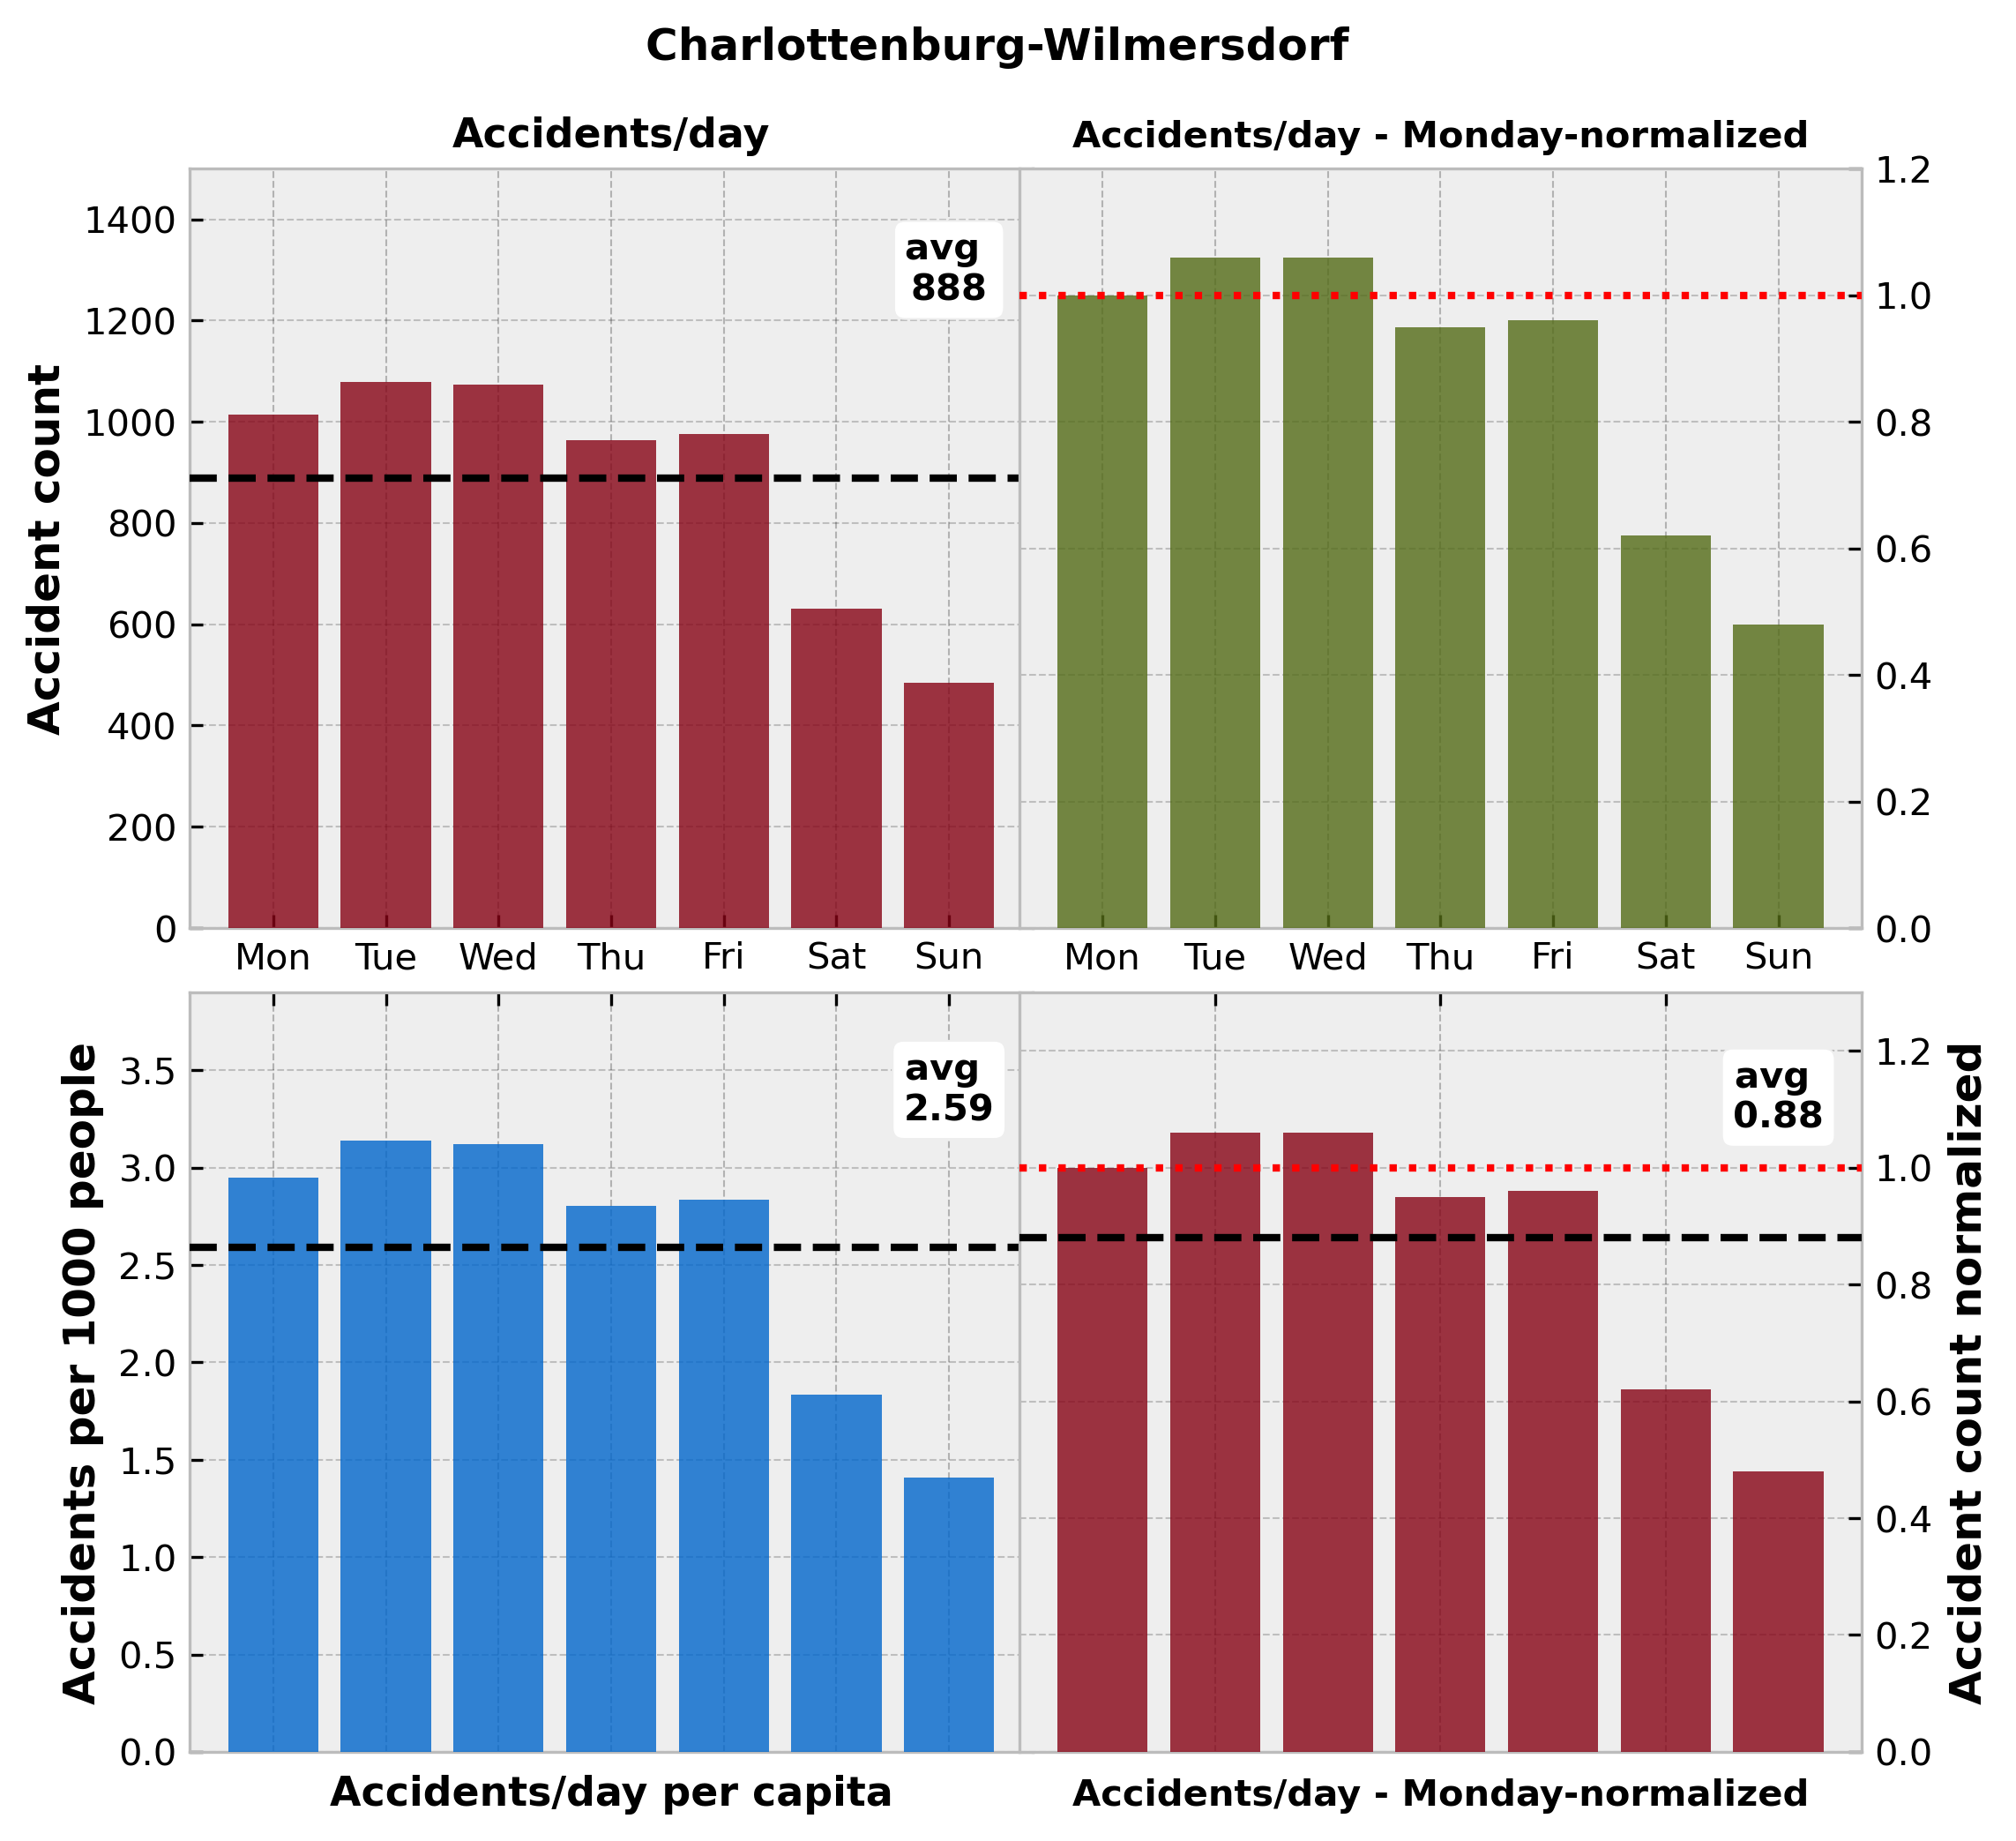 Charlottenburg-Wilmersdorf
Accidents/day
Accidents/day - Monday-normalized
Accident count
1400
1200
1000
800
600
400
200
0
avg
888
Mon Tue Wed Thu Fri Sat Sun
1.2
1.0
0.8
0.6
0.4
0.2
0.0
Mon Tue Wed Thu Fri Sat Sun
Accidents per 1000 people
3.5
3.0
2.5
2.0
1.5
1.0
0.5
0.0
avg
2.59
Accidents/day per capita
avg
0.88
1.2
1.0
0.8
0.6
0.4
0.2
0.0
Accident count normalized
Accidents/day - Monday-normalized